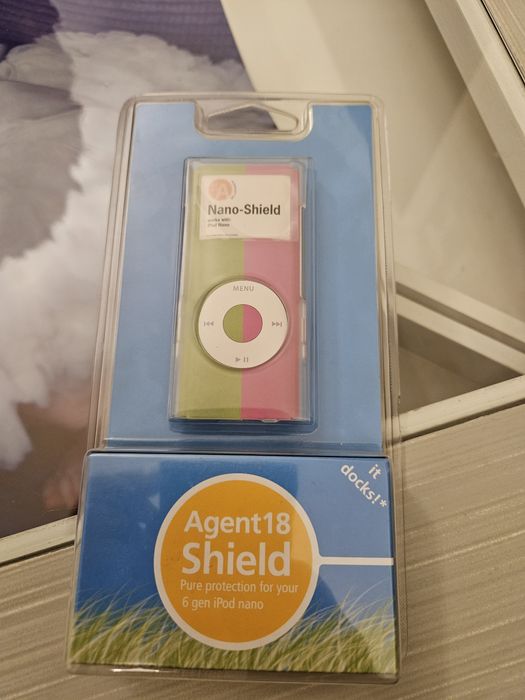 A
Nano-Shield
works with
iPod Nano
MENU
it
docks!*
Agent18
Shield
Pure protection for your
6 gen iPod nano